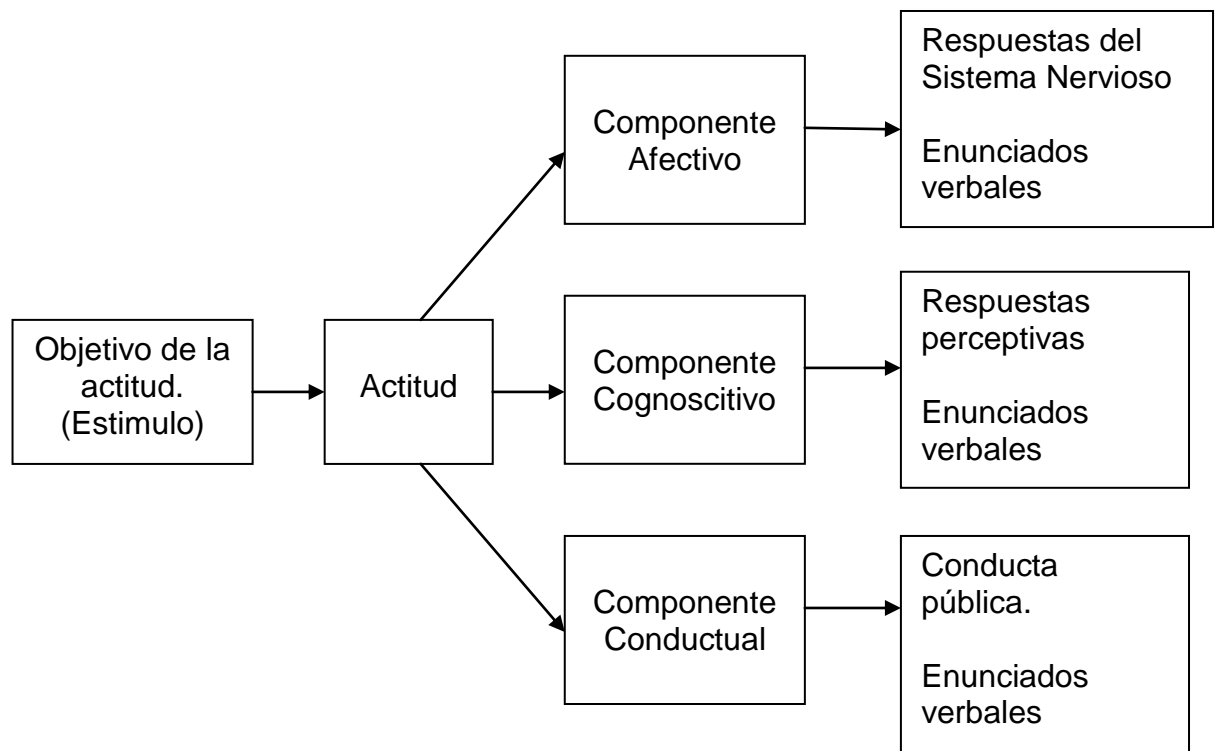 Objetivo de la
actitud.
(Estimulo)
Actitud
Componente
Afectivo
Respuestas del
Sistema Nervioso
Enunciados
verbales
Componente
Cognoscitivo
Respuestas
perceptivas
Enunciados
verbales
Componente
Conductual
Conducta
pública.
Enunciados
verbales